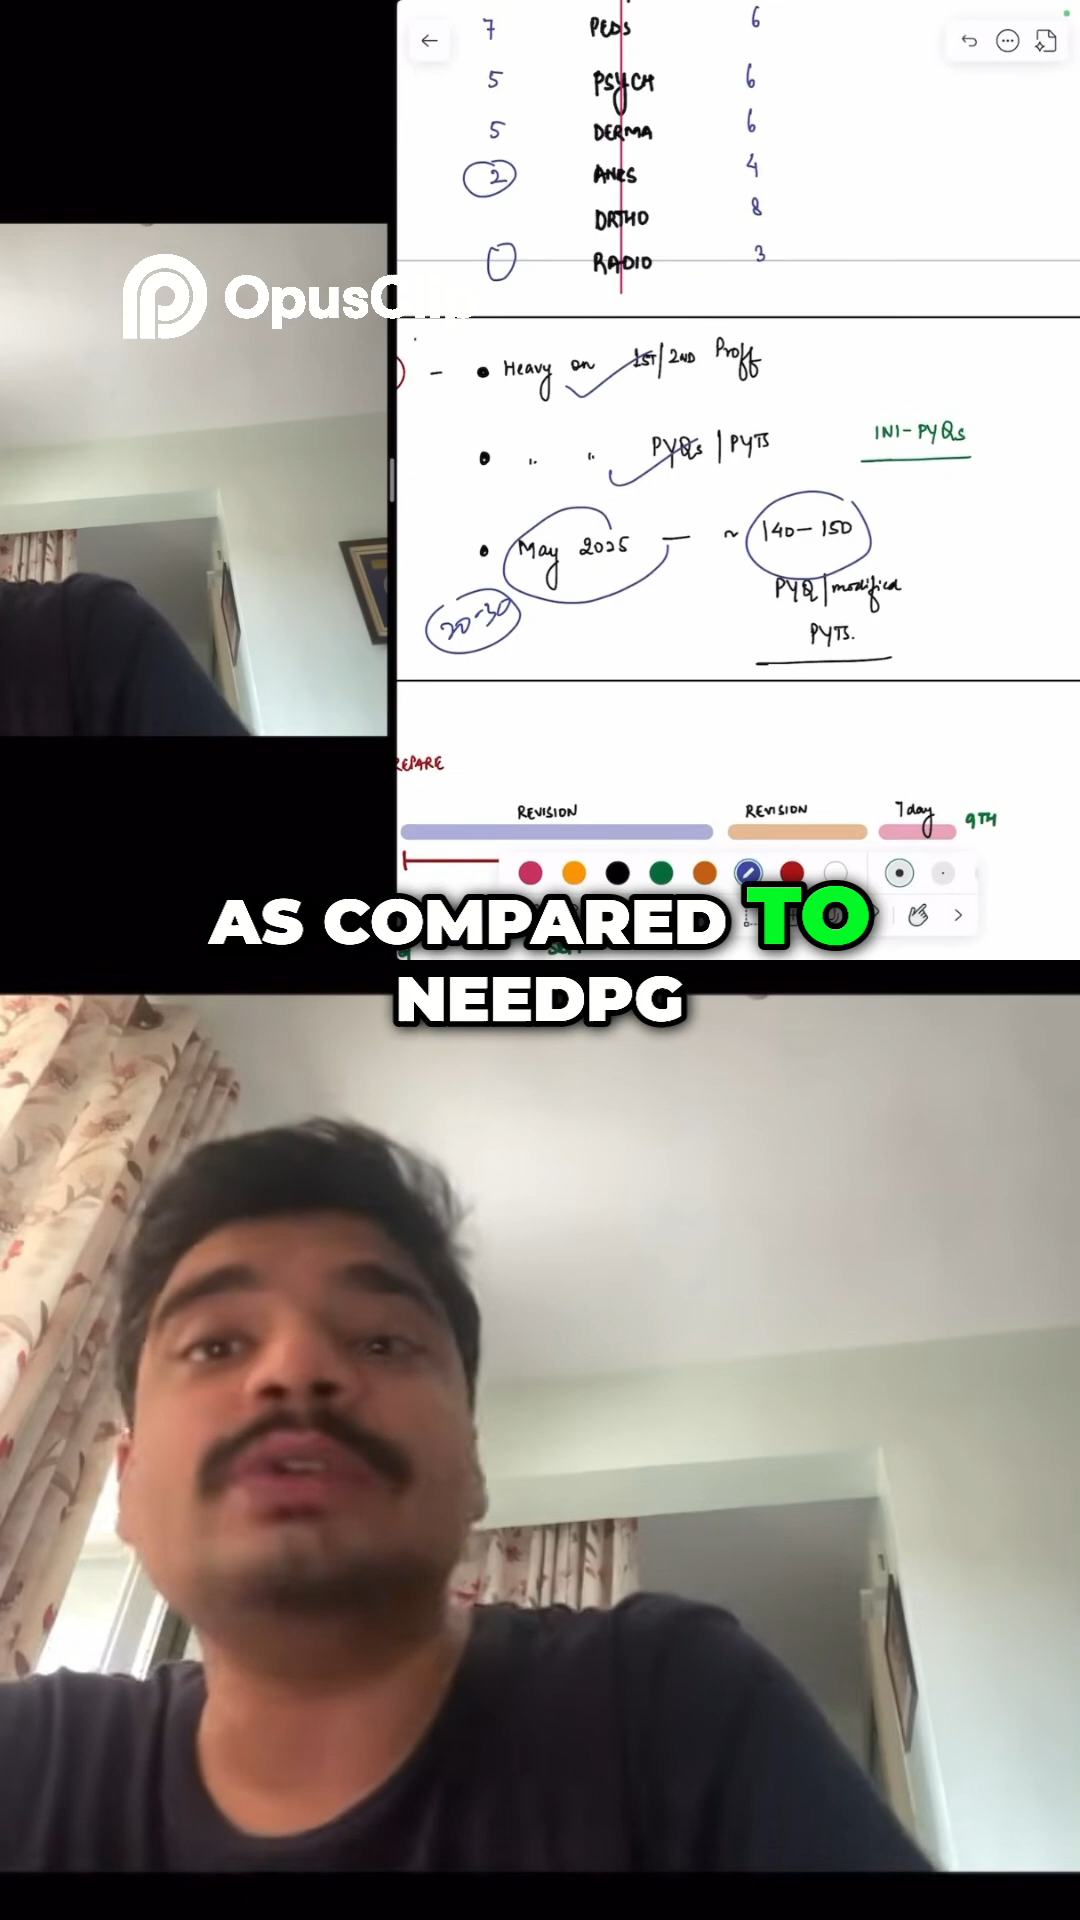 7 PEDS 6
5 PSYCH 6
5 DERMA 6
2 ANES 4
ORTHO 8
0 RADIO 3
OpusClip
- • Heavy on 1ST/2ND Proff
• " " PYQs | PYTs
INI-PYQs
• May 2025 — ~ 140-150
20-30
PYQ | modified
PYTs.
REPARE
REVISION REVISION 7 day 9TH
AS COMPARED TO
NEEDPG